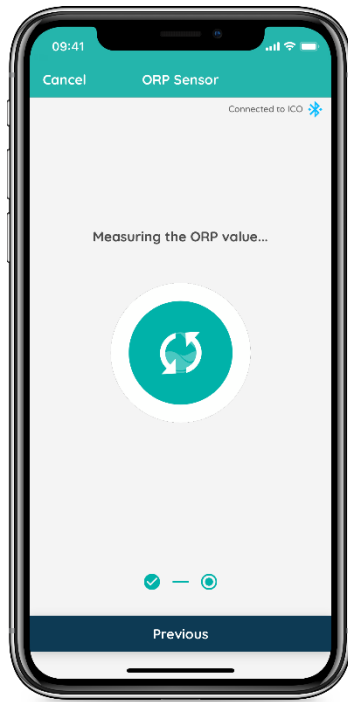 09:41
Cancel ORP Sensor
Connected to ICO
Measuring the ORP value...
Previous